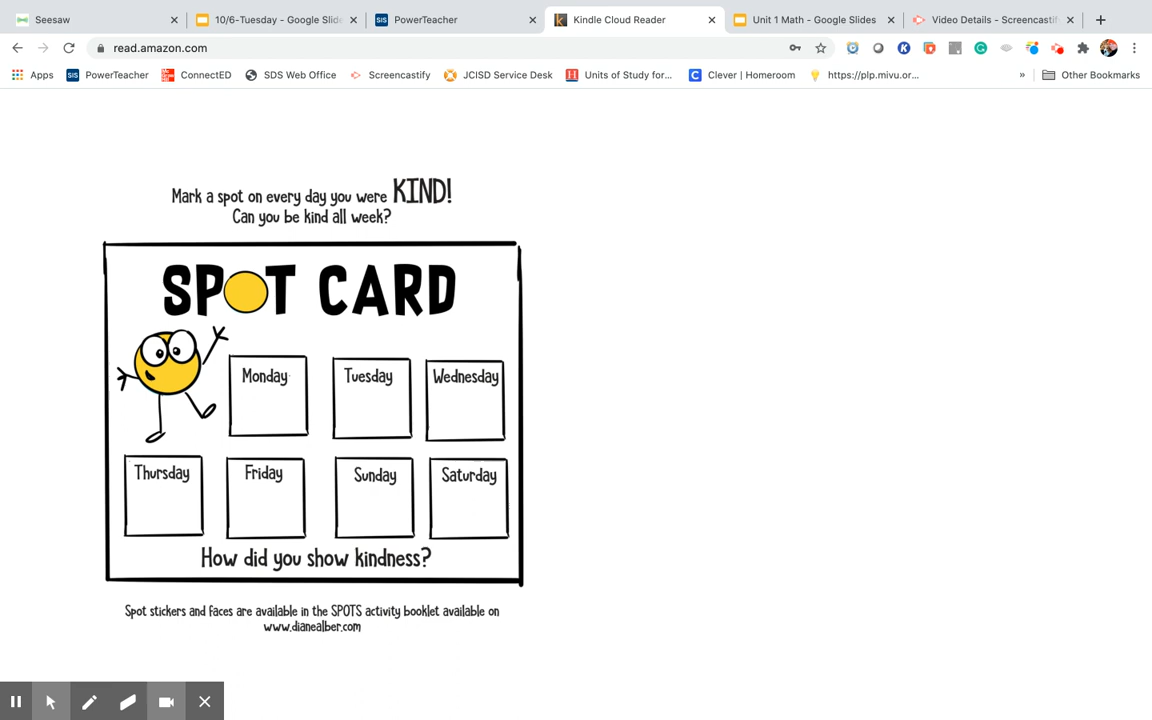 Seesaw
10/6-Tuesday - Google Slide
PowerTeacher
Kindle Cloud Reader
Unit 1 Math - Google Slides
Video Details - Screencastif
read.amazon.com
Apps
SIS PowerTeacher
ConnectED
SDS Web Office
Screencastify
JCISD Service Desk
Units of Study for...
Clever | Homeroom
https://plp.mivu.or...
» Other Bookmarks
Mark a spot on every day you were KIND!
Can you be kind all week?
SPOT CARD
Monday
Tuesday
Wednesday
Thursday
Friday
Sunday
Saturday
How did you show kindness?
Spot stickers and faces are available in the SPOTS activity booklet available on
www.dianealber.com